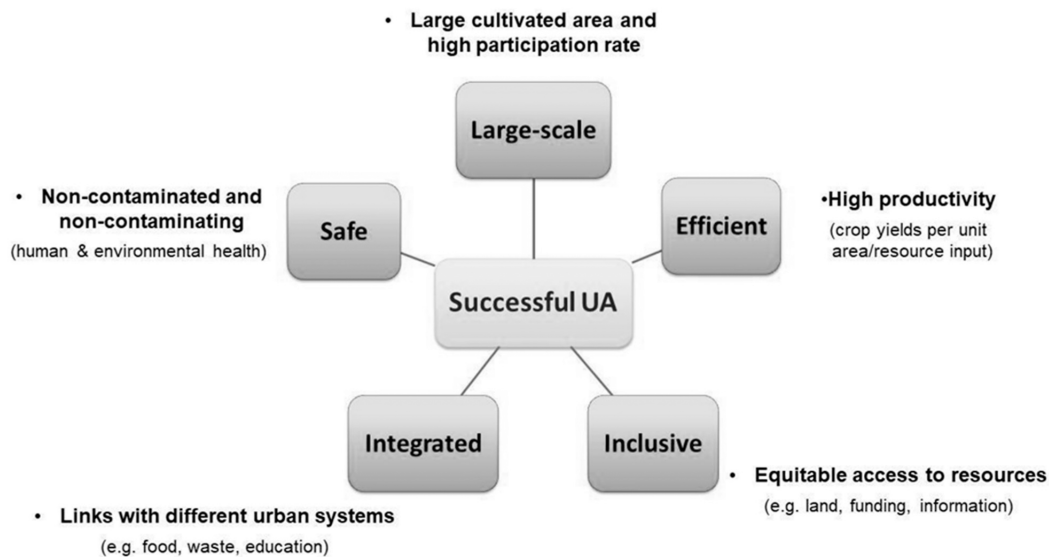 • Large cultivated area and
high participation rate
Large-scale
• Non-contaminated and
non-contaminating
(human & environmental health)
Safe
Efficient
•High productivity
(crop yields per unit
area/resource input)
Successful UA
Integrated
Inclusive
• Equitable access to resources
(e.g. land, funding, information)
• Links with different urban systems
(e.g. food, waste, education)